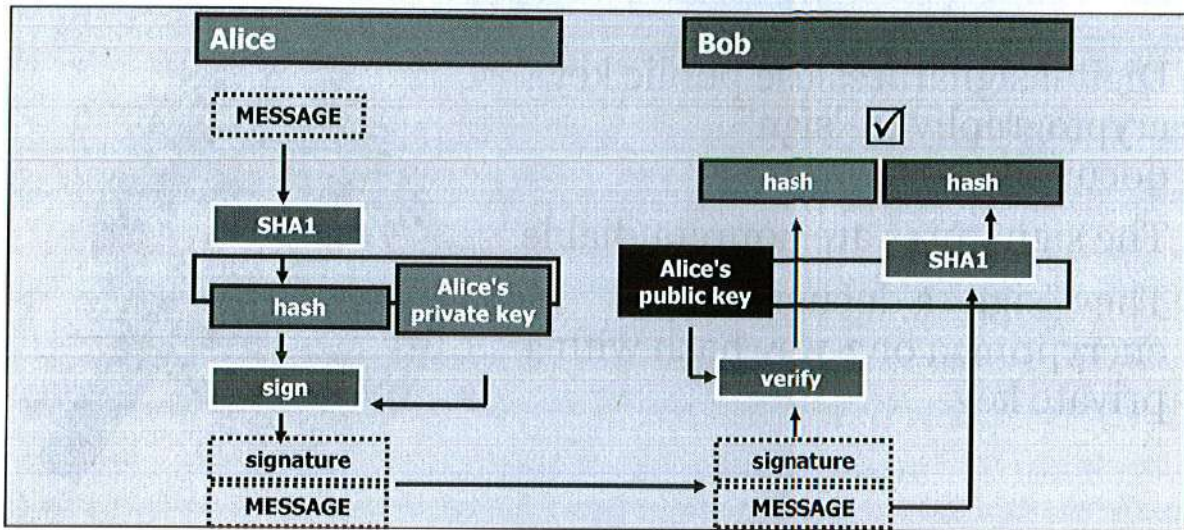 Alice
MESSAGE
SHA1
hash
Alice's
private key
sign
signature
MESSAGE
Bob
hash
hash
SHA1
Alice's
public key
verify
signature
MESSAGE